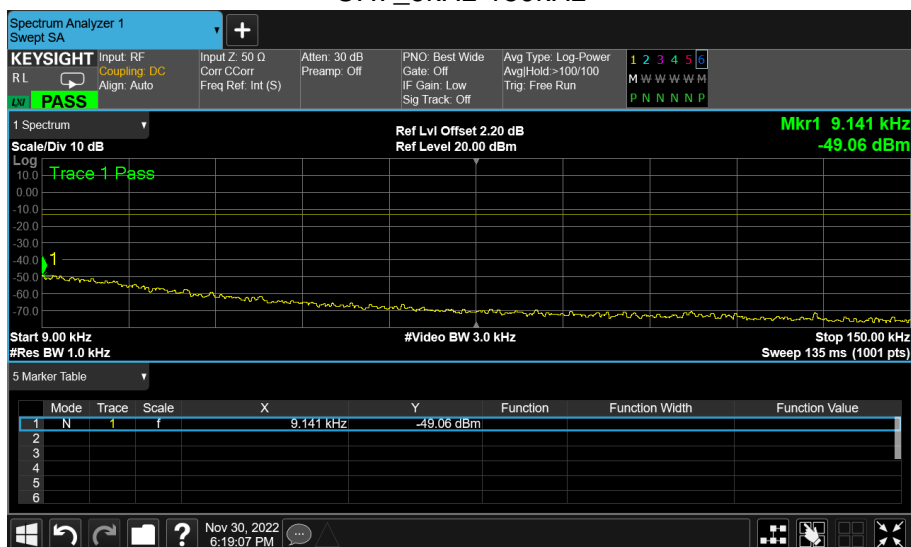 Spectrum Analyzer 1
Swept SA
KEYSIGHT
RL
LXI
PASS
Input: RF
Coupling: DC
Align: Auto
Input Z: 50 Ω
Corr CCorr
Freq Ref: Int (S)
Atten: 30 dB
Preamp: Off
PNO: Best Wide
Gate: Off
IF Gain: Low
Sig Track: Off
Avg Type: Log-Power
Avg|Hold:>100/100
Trig: Free Run
1 2 3 4 5 6
M W W W W M
P N N N N P
1 Spectrum
Scale/Div 10 dB
Ref Lvl Offset 2.20 dB
Ref Level 20.00 dBm
Mkr1 9.141 kHz
-49.06 dBm
Log
Trace 1 Pass
10.0
0.00
-10.0
-20.0
-30.0
-40.0
1
-50.0
-60.0
-70.0
Start 9.00 kHz
#Video BW 3.0 kHz
Stop 150.00 kHz
#Res BW 1.0 kHz
Sweep 135 ms (1001 pts)
5 Marker Table
Mode Trace Scale X Y Function Function Width Function Value
1 N 1 f 9.141 kHz -49.06 dBm
2
3
4
5
6
?
Nov 30, 2022
6:19:07 PM